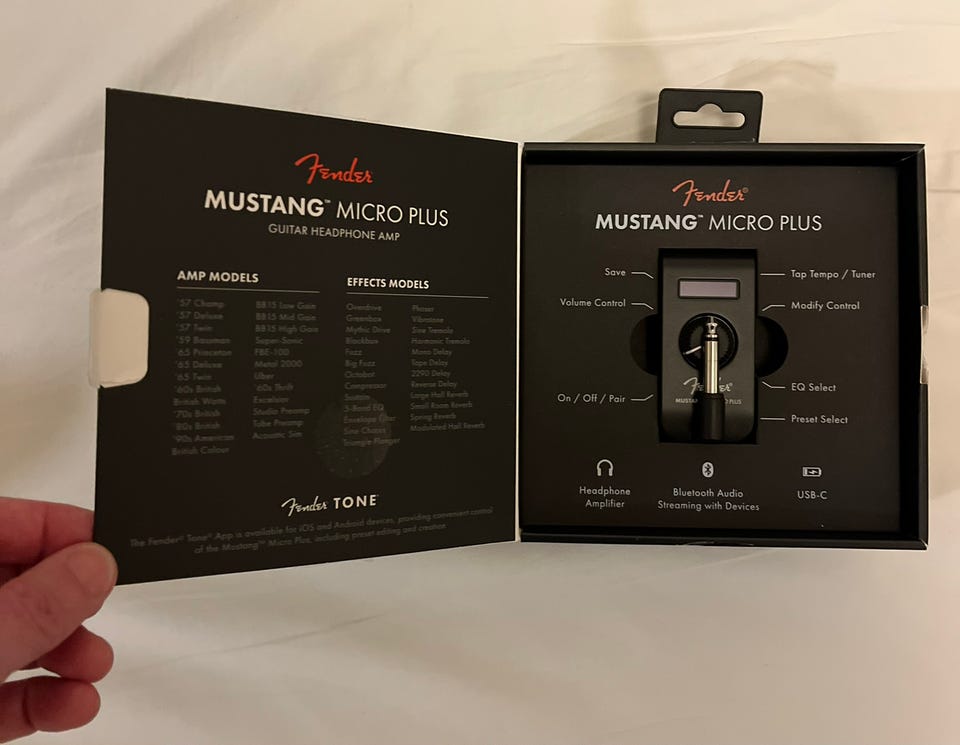 Fender
MUSTANG™ MICRO PLUS
GUITAR HEADPHONE AMP
AMP MODELS
'57 Champ
'57 Deluxe
'57 Twin
'59 Bassman
'65 Princeton
'65 Deluxe
'65 Twin
'60s British
British Watts
'70s British
'80s British
'90s American
British Colour
BB15 Low Gain
BB15 Mid Gain
BB15 High Gain
Super-Sonic
FBE-100
Metal 2000
Uber
'60s Thrift
Excelsior
Studio Preamp
Tube Preamp
Acoustic Sim
EFFECTS MODELS
Overdrive
Greenbox
Mythic Drive
Blackbox
Fuzz
Big Fuzz
Octobot
Compressor
Sustain
5-Band EQ
Envelope Filter
Sine Chorus
Triangle Flanger
Phaser
Vibratone
Sine Tremolo
Harmonic Tremolo
Mono Delay
Tape Delay
2290 Delay
Reverse Delay
Large Hall Reverb
Small Room Reverb
Spring Reverb
Modulated Hall Reverb
Fender TONE™
The Fender® Tone® App is available for iOS and Android devices, providing convenient control
of the Mustang™ Micro Plus, including preset editing and creation
Fender®
MUSTANG™ MICRO PLUS
Save
Volume Control
On / Off / Pair
Tap Tempo / Tuner
Modify Control
EQ Select
Preset Select
Fender®
PLUS
Headphone
Amplifier
Bluetooth Audio
Streaming with Devices
USB-C